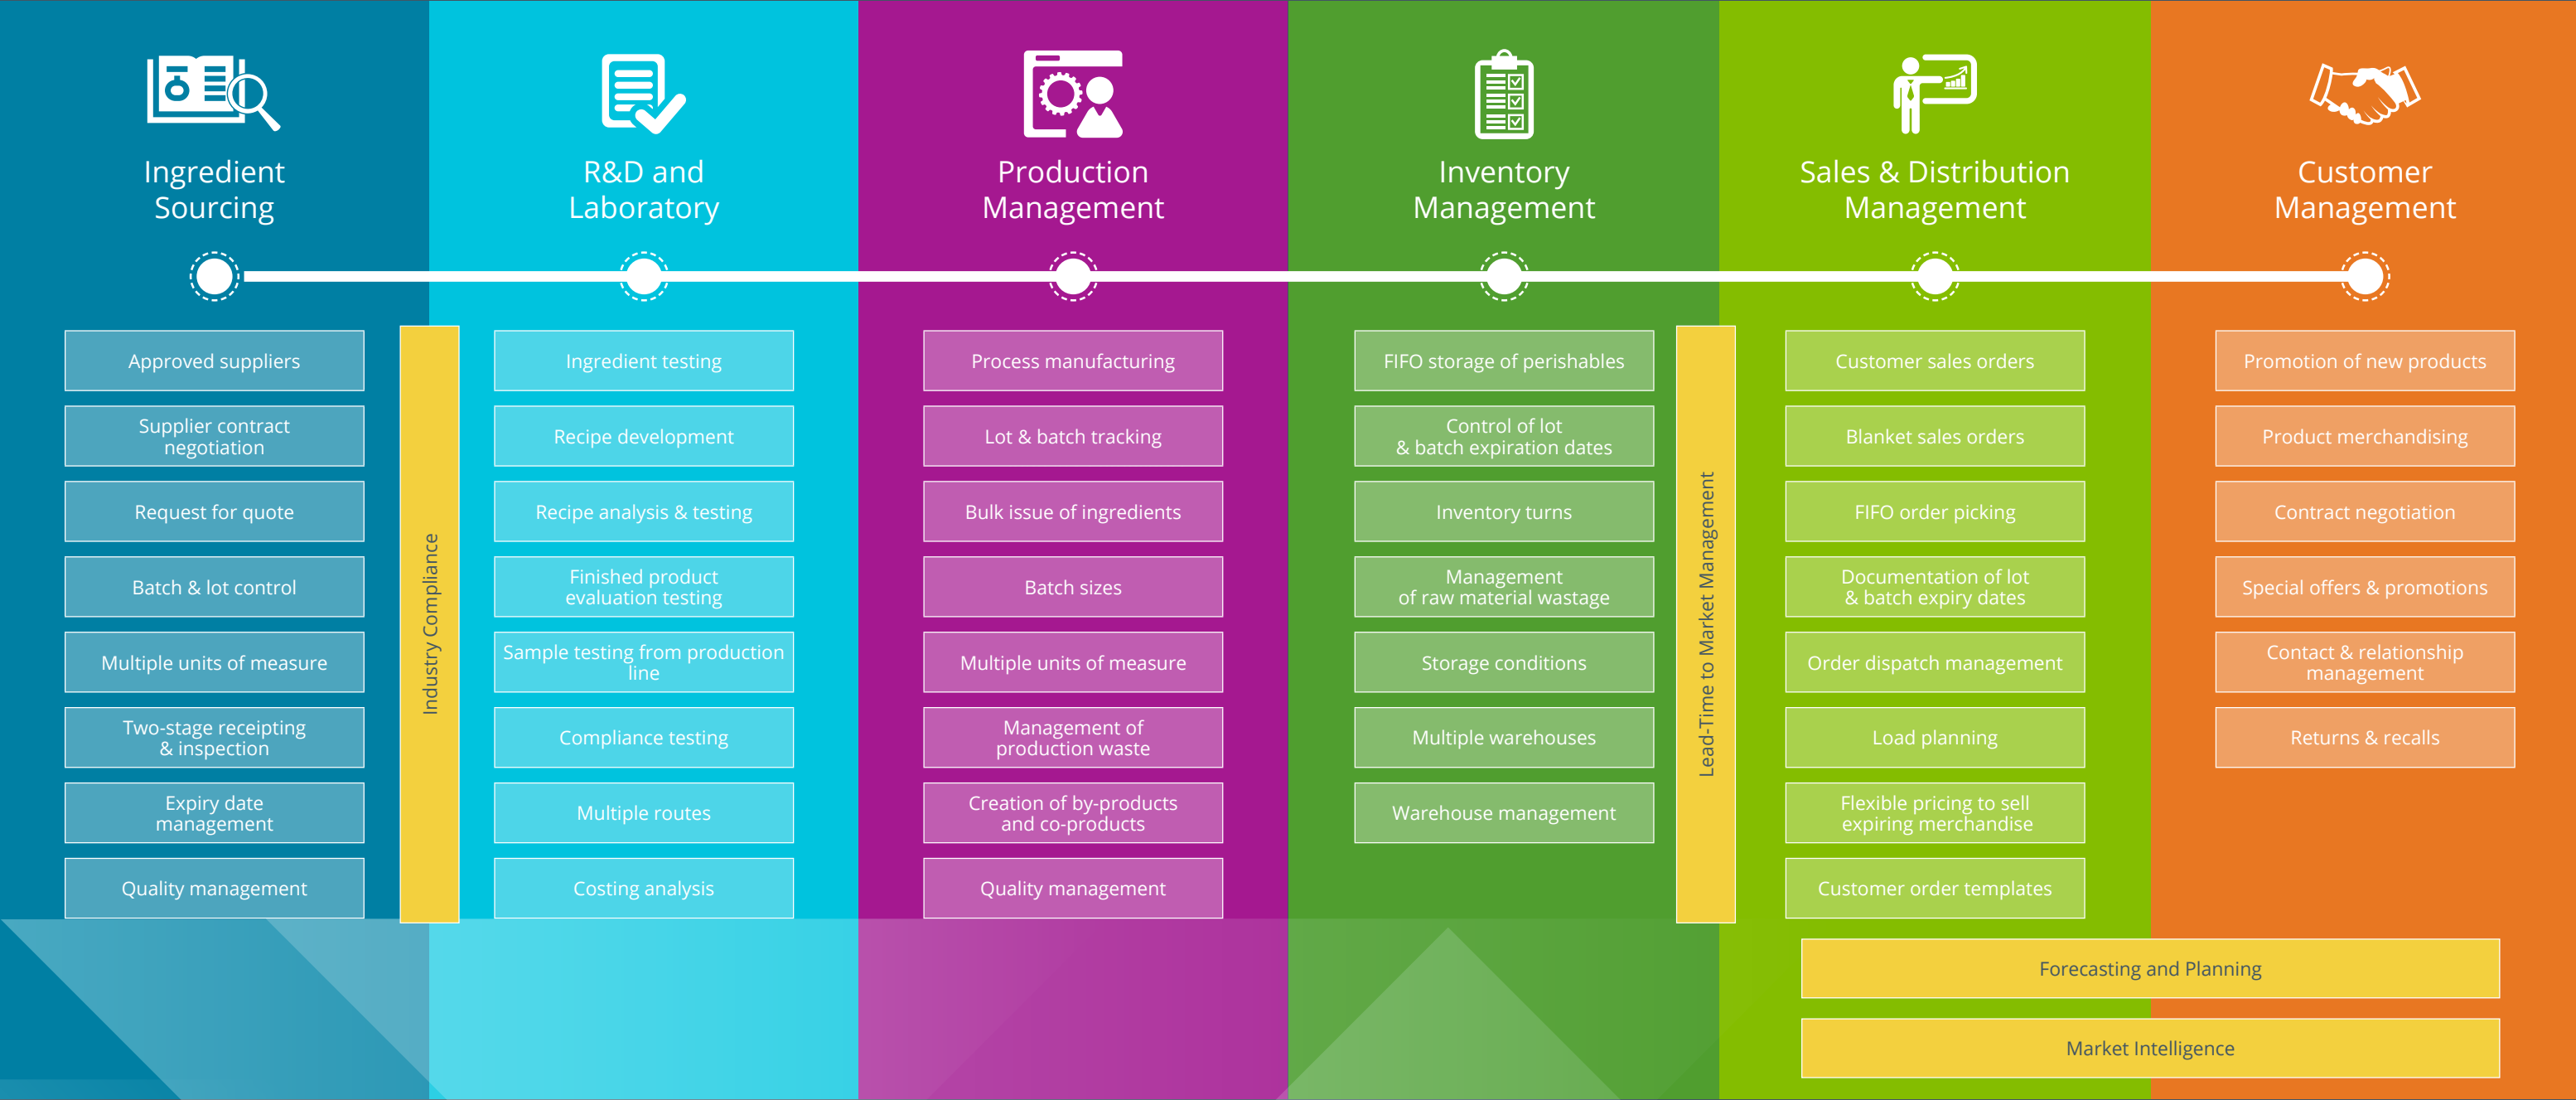 Ingredient
Sourcing
R&D and
Laboratory
Production
Management
Inventory
Management
Sales & Distribution
Management
Customer
Management
Approved suppliers
Supplier contract
negotiation
Request for quote
Batch & lot control
Multiple units of measure
Two-stage receipting
& inspection
Expiry date
management
Quality management
Industry Compliance
Ingredient testing
Recipe development
Recipe analysis & testing
Finished product
evaluation testing
Sample testing from production
line
Compliance testing
Multiple routes
Costing analysis
Process manufacturing
Lot & batch tracking
Bulk issue of ingredients
Batch sizes
Multiple units of measure
Management of
production waste
Creation of by-products
and co-products
Quality management
FIFO storage of perishables
Control of lot
& batch expiration dates
Inventory turns
Management
of raw material wastage
Storage conditions
Multiple warehouses
Warehouse management
Lead-Time to Market Management
Customer sales orders
Blanket sales orders
FIFO order picking
Documentation of lot
& batch expiry dates
Order dispatch management
Load planning
Flexible pricing to sell
expiring merchandise
Customer order templates
Promotion of new products
Product merchandising
Contract negotiation
Special offers & promotions
Contact & relationship
management
Returns & recalls
Forecasting and Planning
Market Intelligence